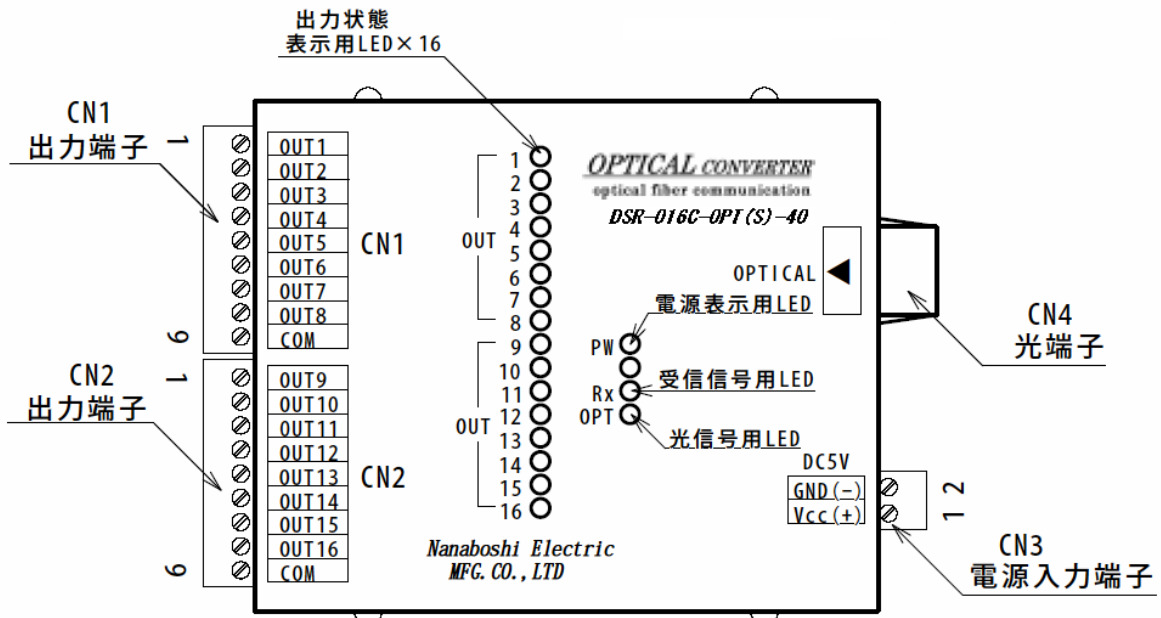 出力状態
表示用LED×16
CN1
出力端子
1
9
OUT1
OUT2
OUT3
OUT4
OUT5
OUT6
OUT7
OUT8
COM
CN1
CN2
出力端子
1
9
OUT9
OUT10
OUT11
OUT12
OUT13
OUT14
OUT15
OUT16
COM
CN2
OUT
1
2
3
4
5
6
7
8
OUT
9
10
11
12
13
14
15
16
OPTICAL CONVERTER
optical fiber communication
DSR-016C-OPT(S)-40
OPTICAL
電源表示用LED
PW
受信信号用LED
Rx
OPT
光信号用LED
CN4
光端子
DC5V
GND(-)
Vcc(+)
2
1
CN3
電源入力端子
Nanaboshi Electric
MFG.CO.,LTD